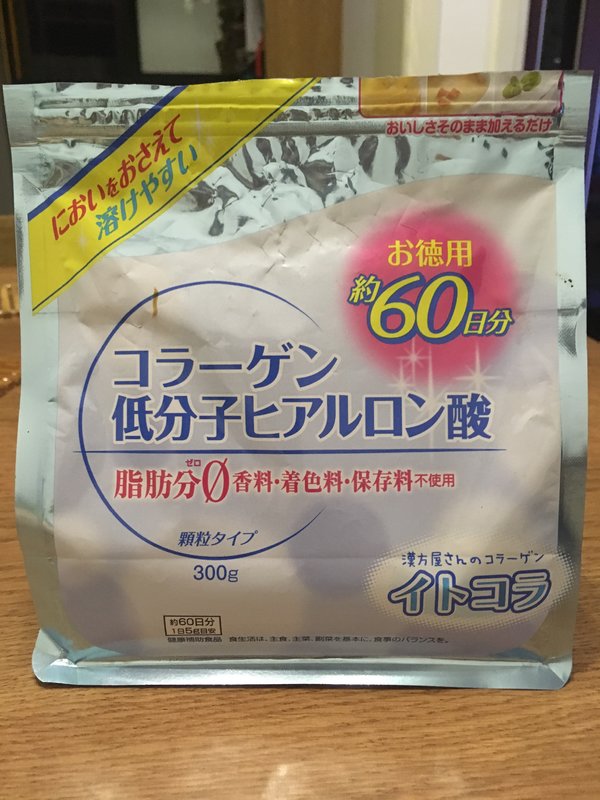 おいしさそのまま加えるだけ
においをおさえて
溶けやすい
お徳用
約60日分
コラーゲン
低分子ヒアルロン酸
ゼロ
脂肪分0香料・着色料・保存料不使用
顆粒タイプ
300g
漢方屋さんのコラーゲン
イトコラ
約60日分
1日5g目安
健康補助食品 食生活は、主食、主菜、副菜を基本に、食事のバランスを。